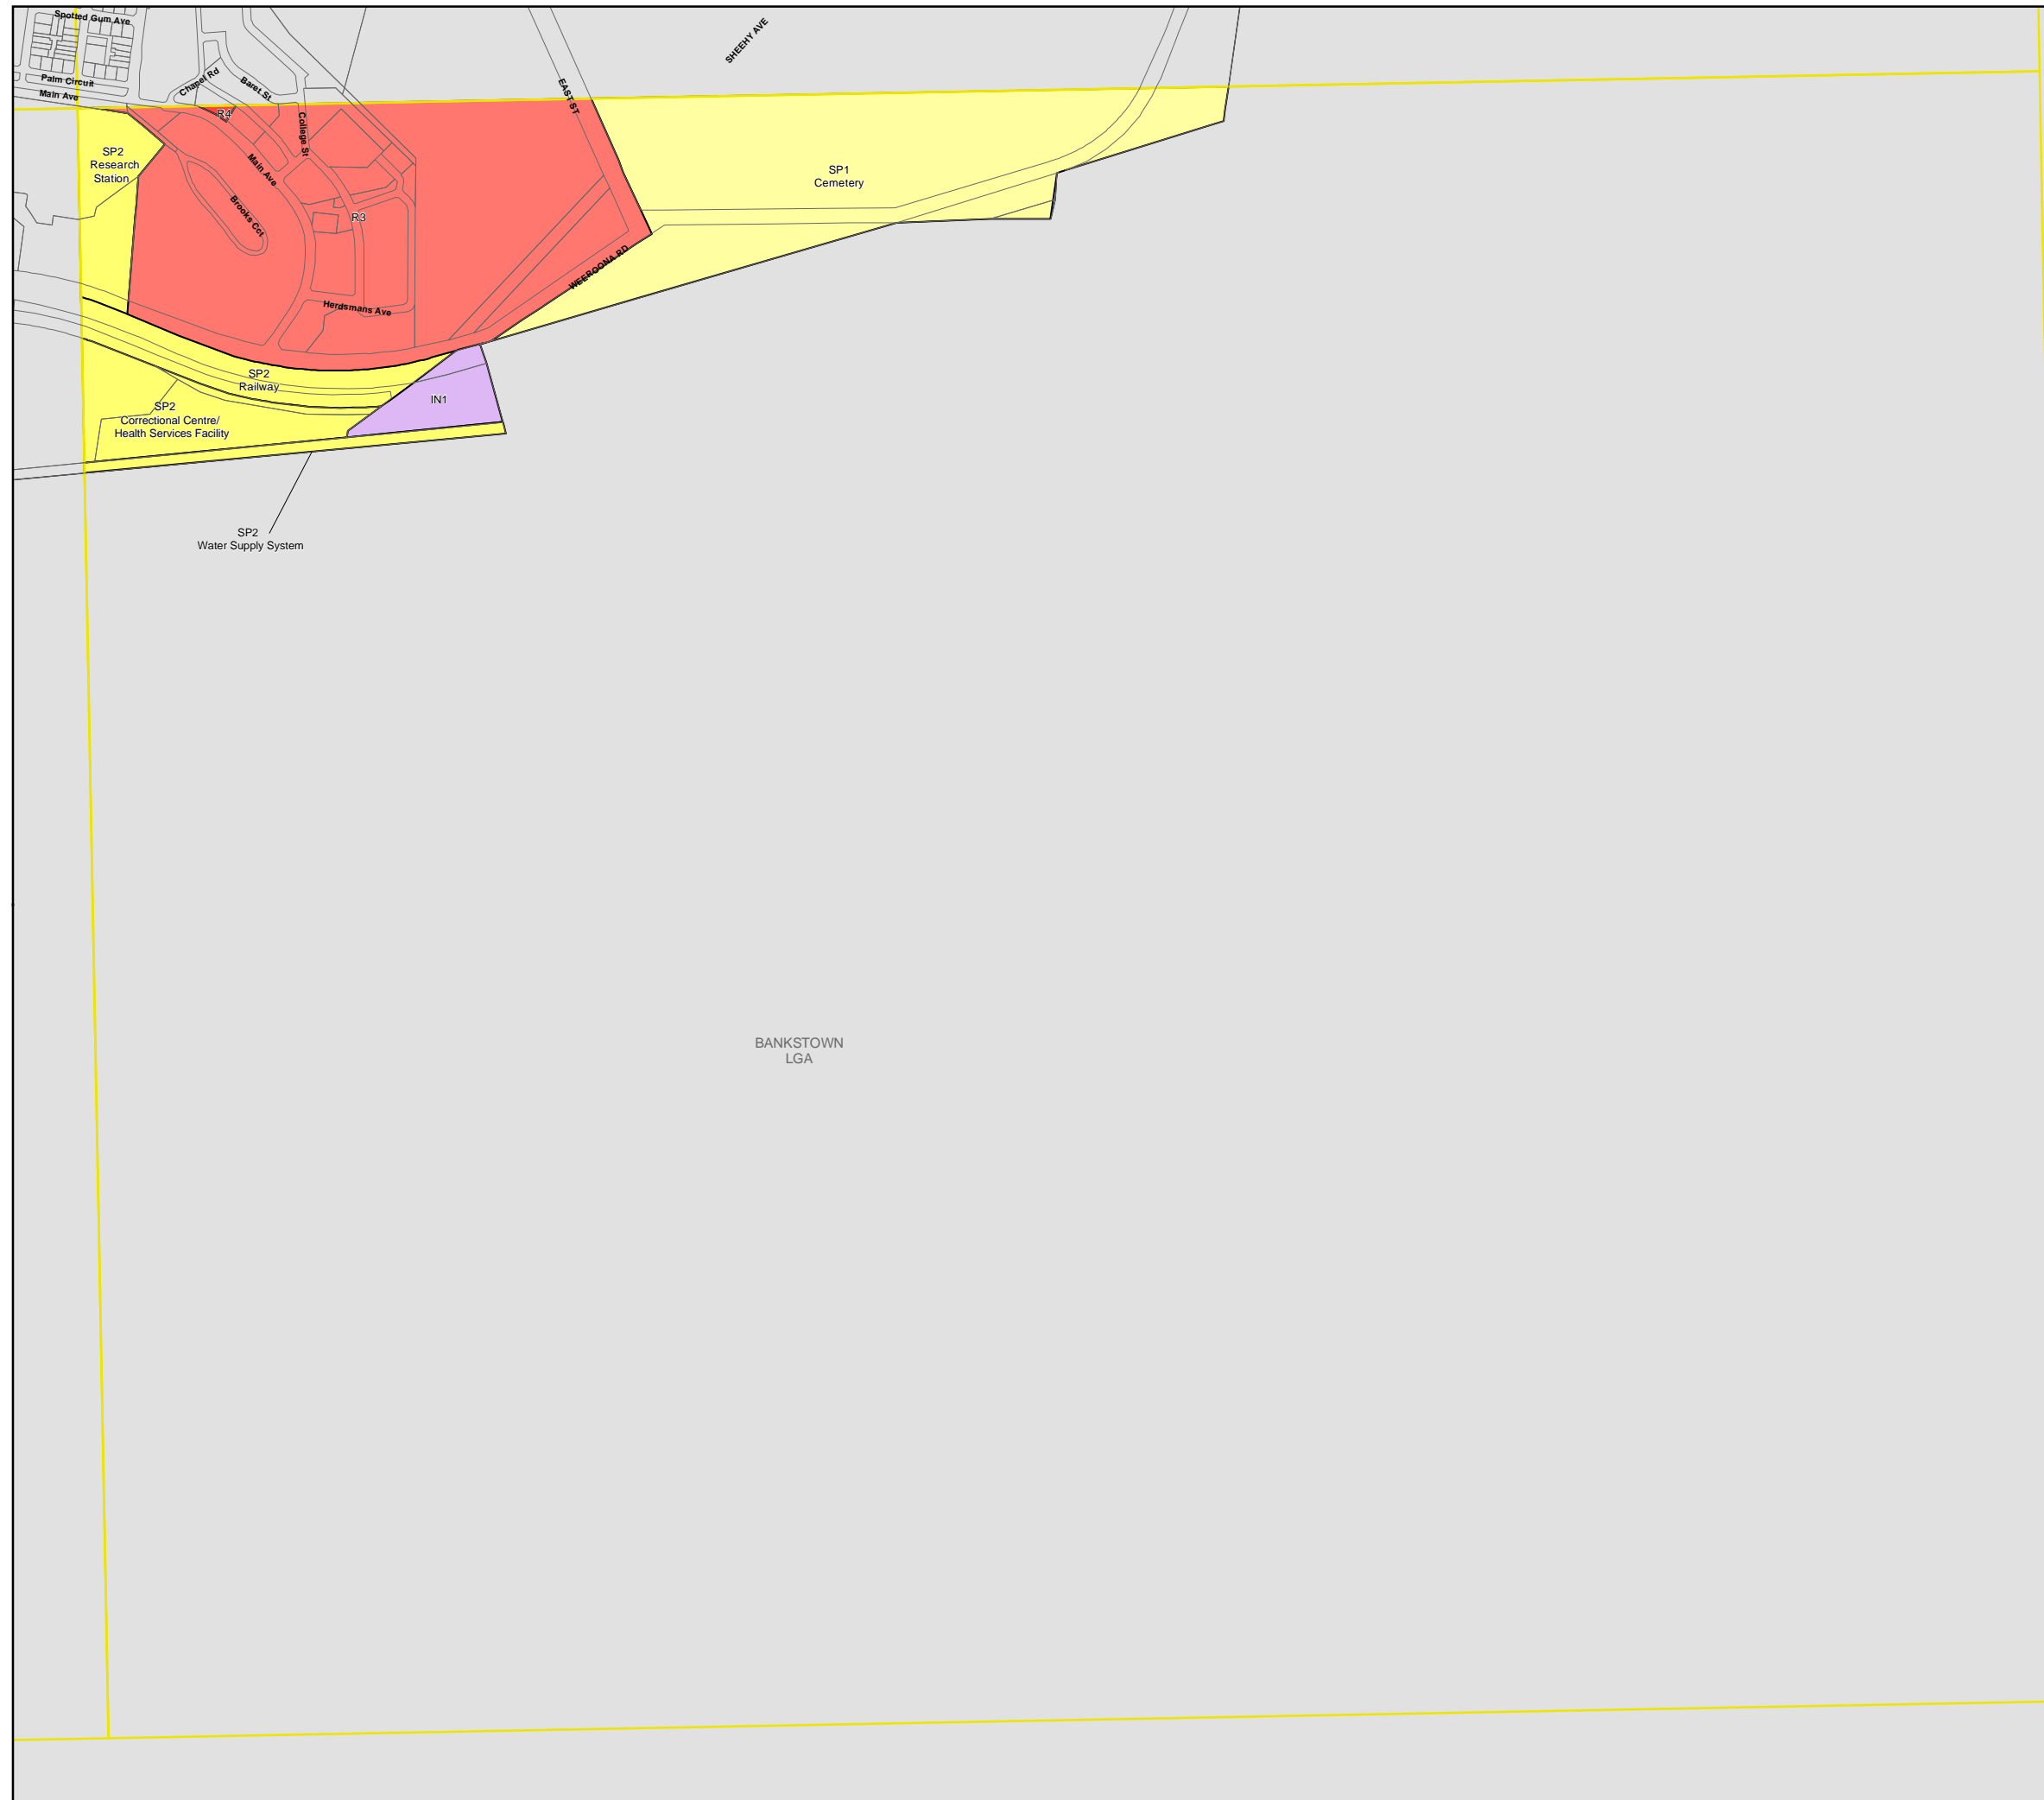 Spotted Gum Ave
SHEEHY AVE
Palm Circuit
Chapel Rd
Baret St
Main Ave
EAST ST
R4
College St
SP2
Research
Station
Main Ave
SP1
Cemetery
Brooks Cct
R3
WEEROONA RD
Herdsmans Ave
SP2
Railway
IN1
SP2
Correctional Centre/
Health Services Facility
SP2
Water Supply System
BANKSTOWN
LGA